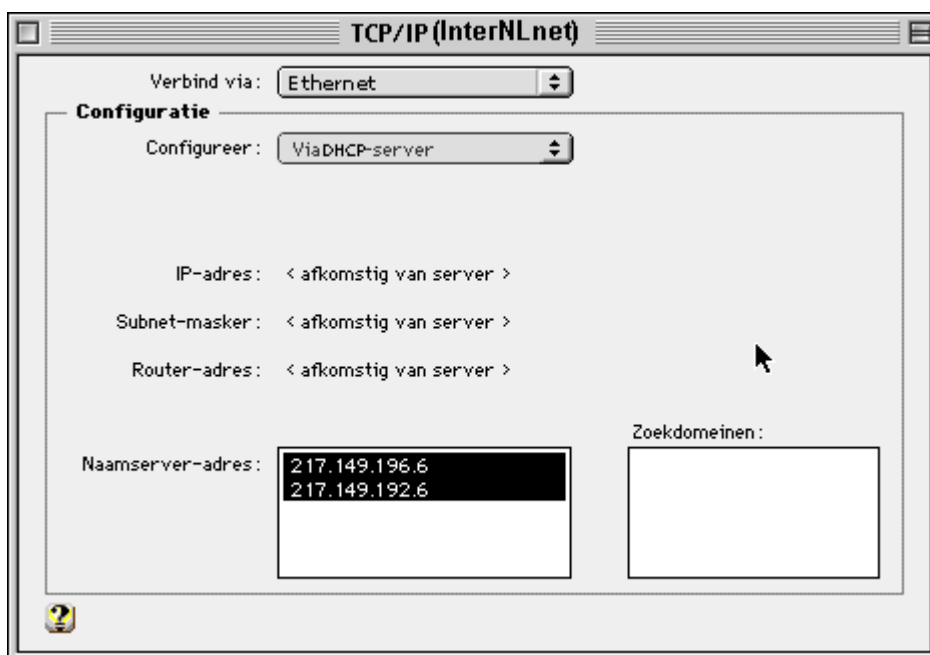 TCP/IP (InterNLnet)
Verbind via: Ethernet
Configuratie
Configureer: Via DHCP-server
IP-adres: < afkomstig van server >
Subnet-masker: < afkomstig van server >
Router-adres: < afkomstig van server >
Zoekdomeinen:
Naamserver-adres: 217.149.196.6
217.149.192.6
?